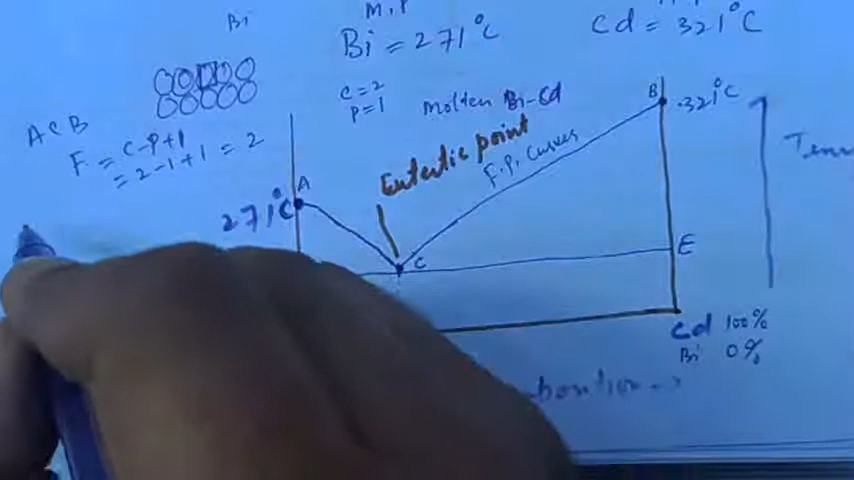 Bi
M.P
Bi = 271°C
Cd = 321°C
C=2
P=1
Molten Bi-Cd
A C B
F = C-P+1
= 2-1+1 = 2
Eutectic point
F.P. Curves
B
321°C
A
271°C
C
E
Cd 100%
Bi 0%